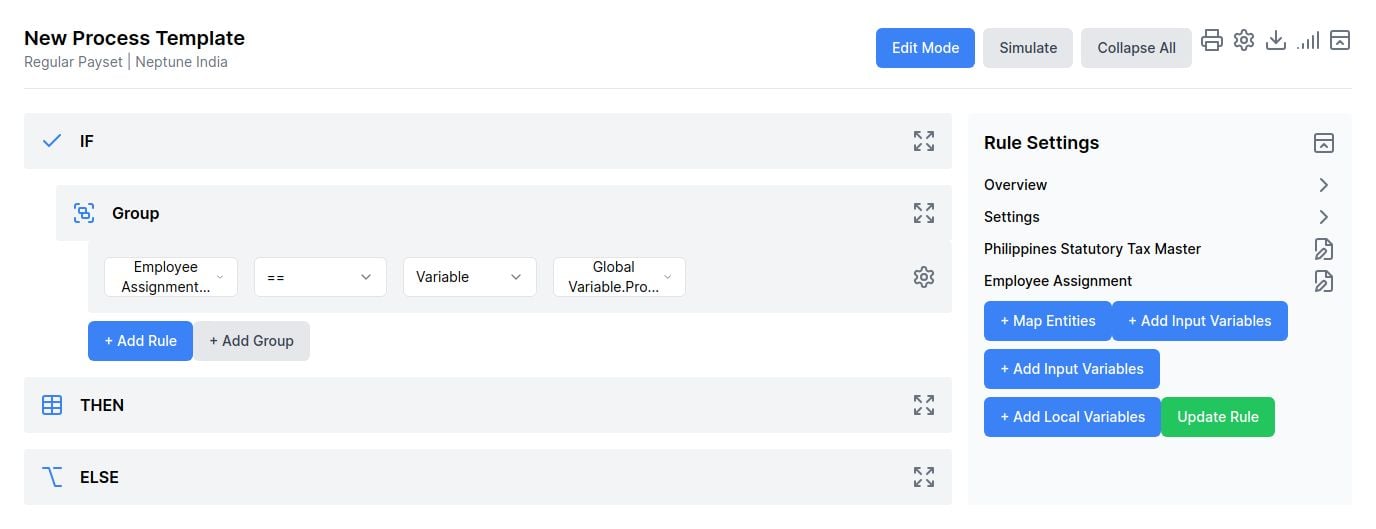 New Process Template
Regular Payset | Neptune India
Edit Mode
Simulate
Collapse All
IF
Group
Employee
Assignment...
==
Variable
Global
Variable.Pro...
+ Add Rule
+ Add Group
THEN
ELSE
Rule Settings
Overview
Settings
Philippines Statutory Tax Master
Employee Assignment
+ Map Entities
+ Add Input Variables
+ Add Input Variables
+ Add Local Variables
Update Rule